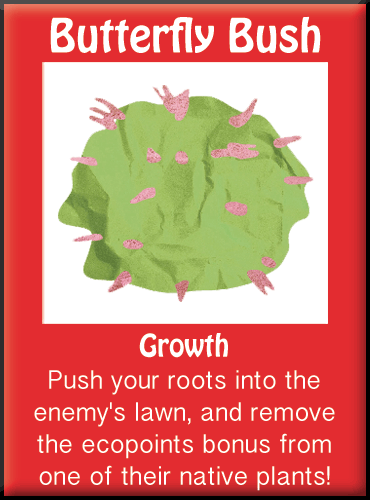 Butterfly Bush
Growth
Push your roots into the
enemy's lawn, and remove
the ecopoints bonus from
one of their native plants!